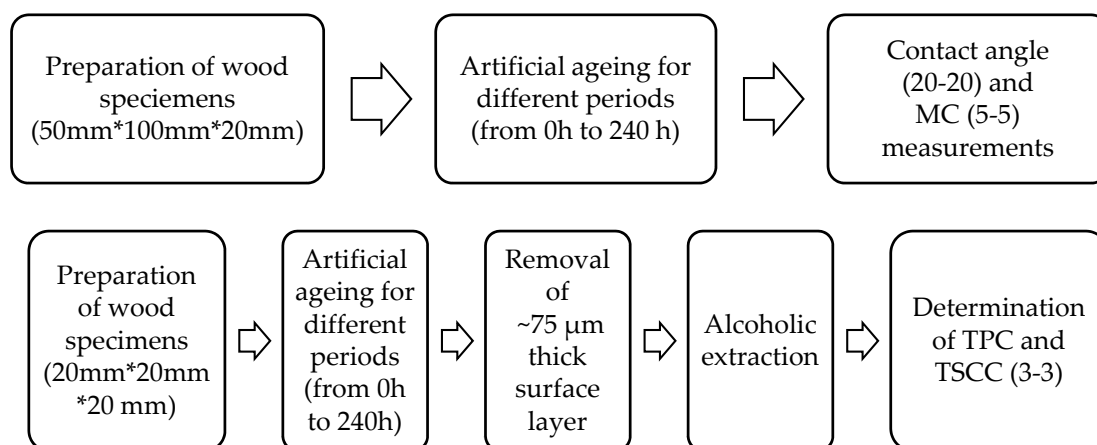 Preparation of wood
speciemens
(50mm*100mm*20mm)
Artificial ageing for
different periods
(from 0h to 240 h)
Contact angle
(20-20) and
MC (5-5)
measurements
Preparation
of wood
specimens
(20mm*20mm
*20 mm)
Artificial
ageing for
different
periods
(from 0h
to 240h)
Removal
of
~75 µm
thick
surface
layer
Alcoholic
extraction
Determination
of TPC and
TSCC (3-3)